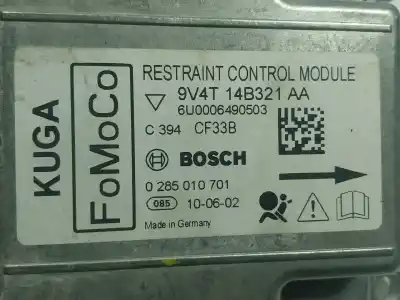 KUGA
FoMoCo
RESTRAINT CONTROL MODULE
9V4T 14B321 AA
6U0006490503
C 394 CF33B
BOSCH
0 285 010 701
085 10-06-02
Made in Germany